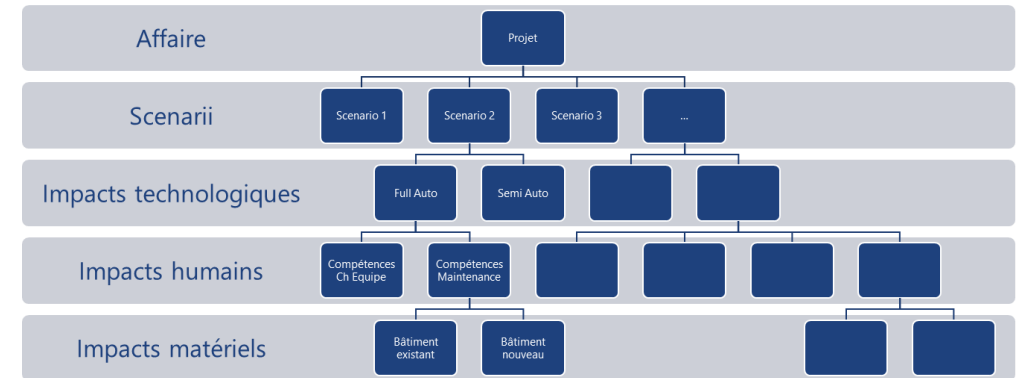 Affaire
Projet
Scenarii
Scenario 1
Scenario 2
Scenario 3
...
Impacts technologiques
Full Auto
Semi Auto
Impacts humains
Compétences
Ch Equipe
Compétences
Maintenance
Impacts matériels
Bâtiment
existant
Bâtiment
nouveau